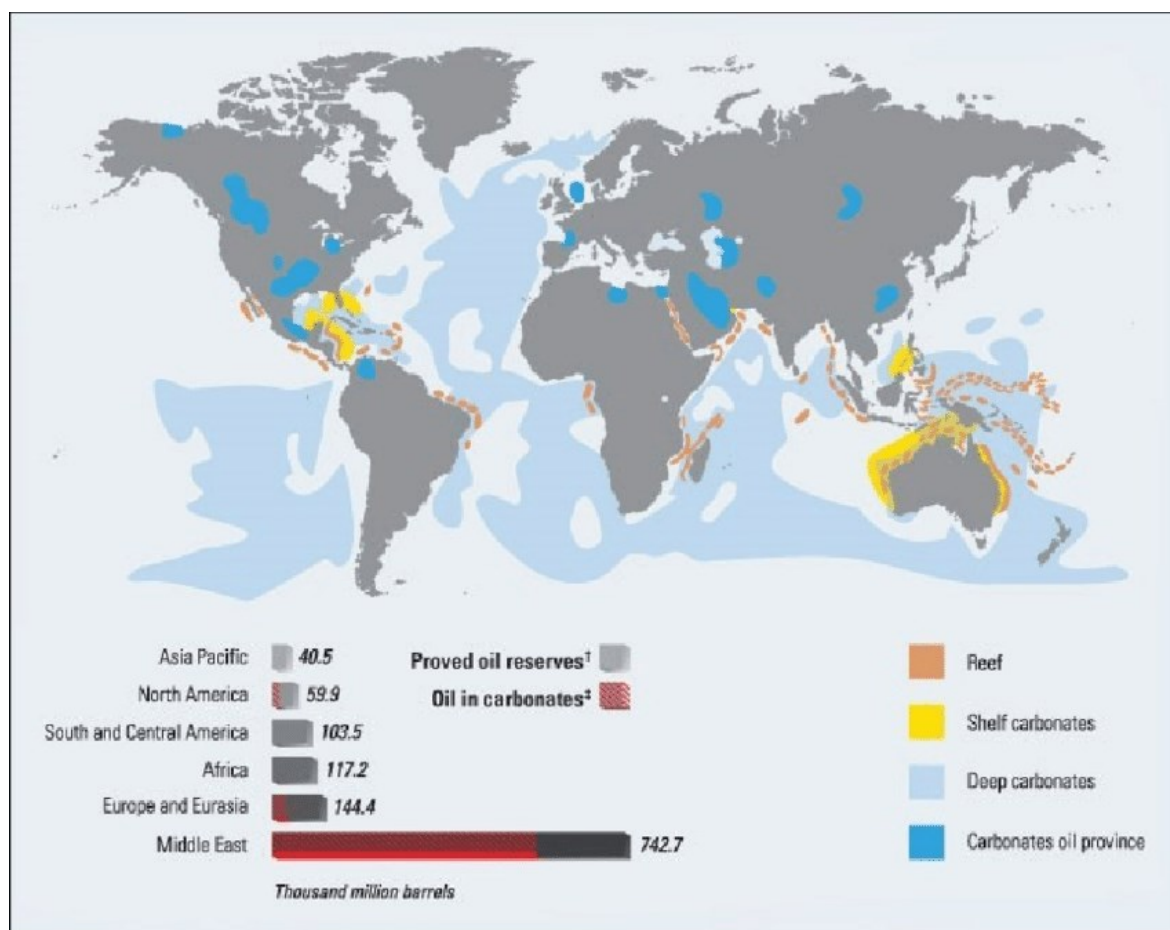 Asia Pacific 40.5
North America 59.9
South and Central America 103.5
Africa 117.2
Europe and Eurasia 144.4
Middle East 742.7
Thousand million barrels
Proved oil reserves†
Oil in carbonates‡
Reef
Shelf carbonates
Deep carbonates
Carbonates oil province